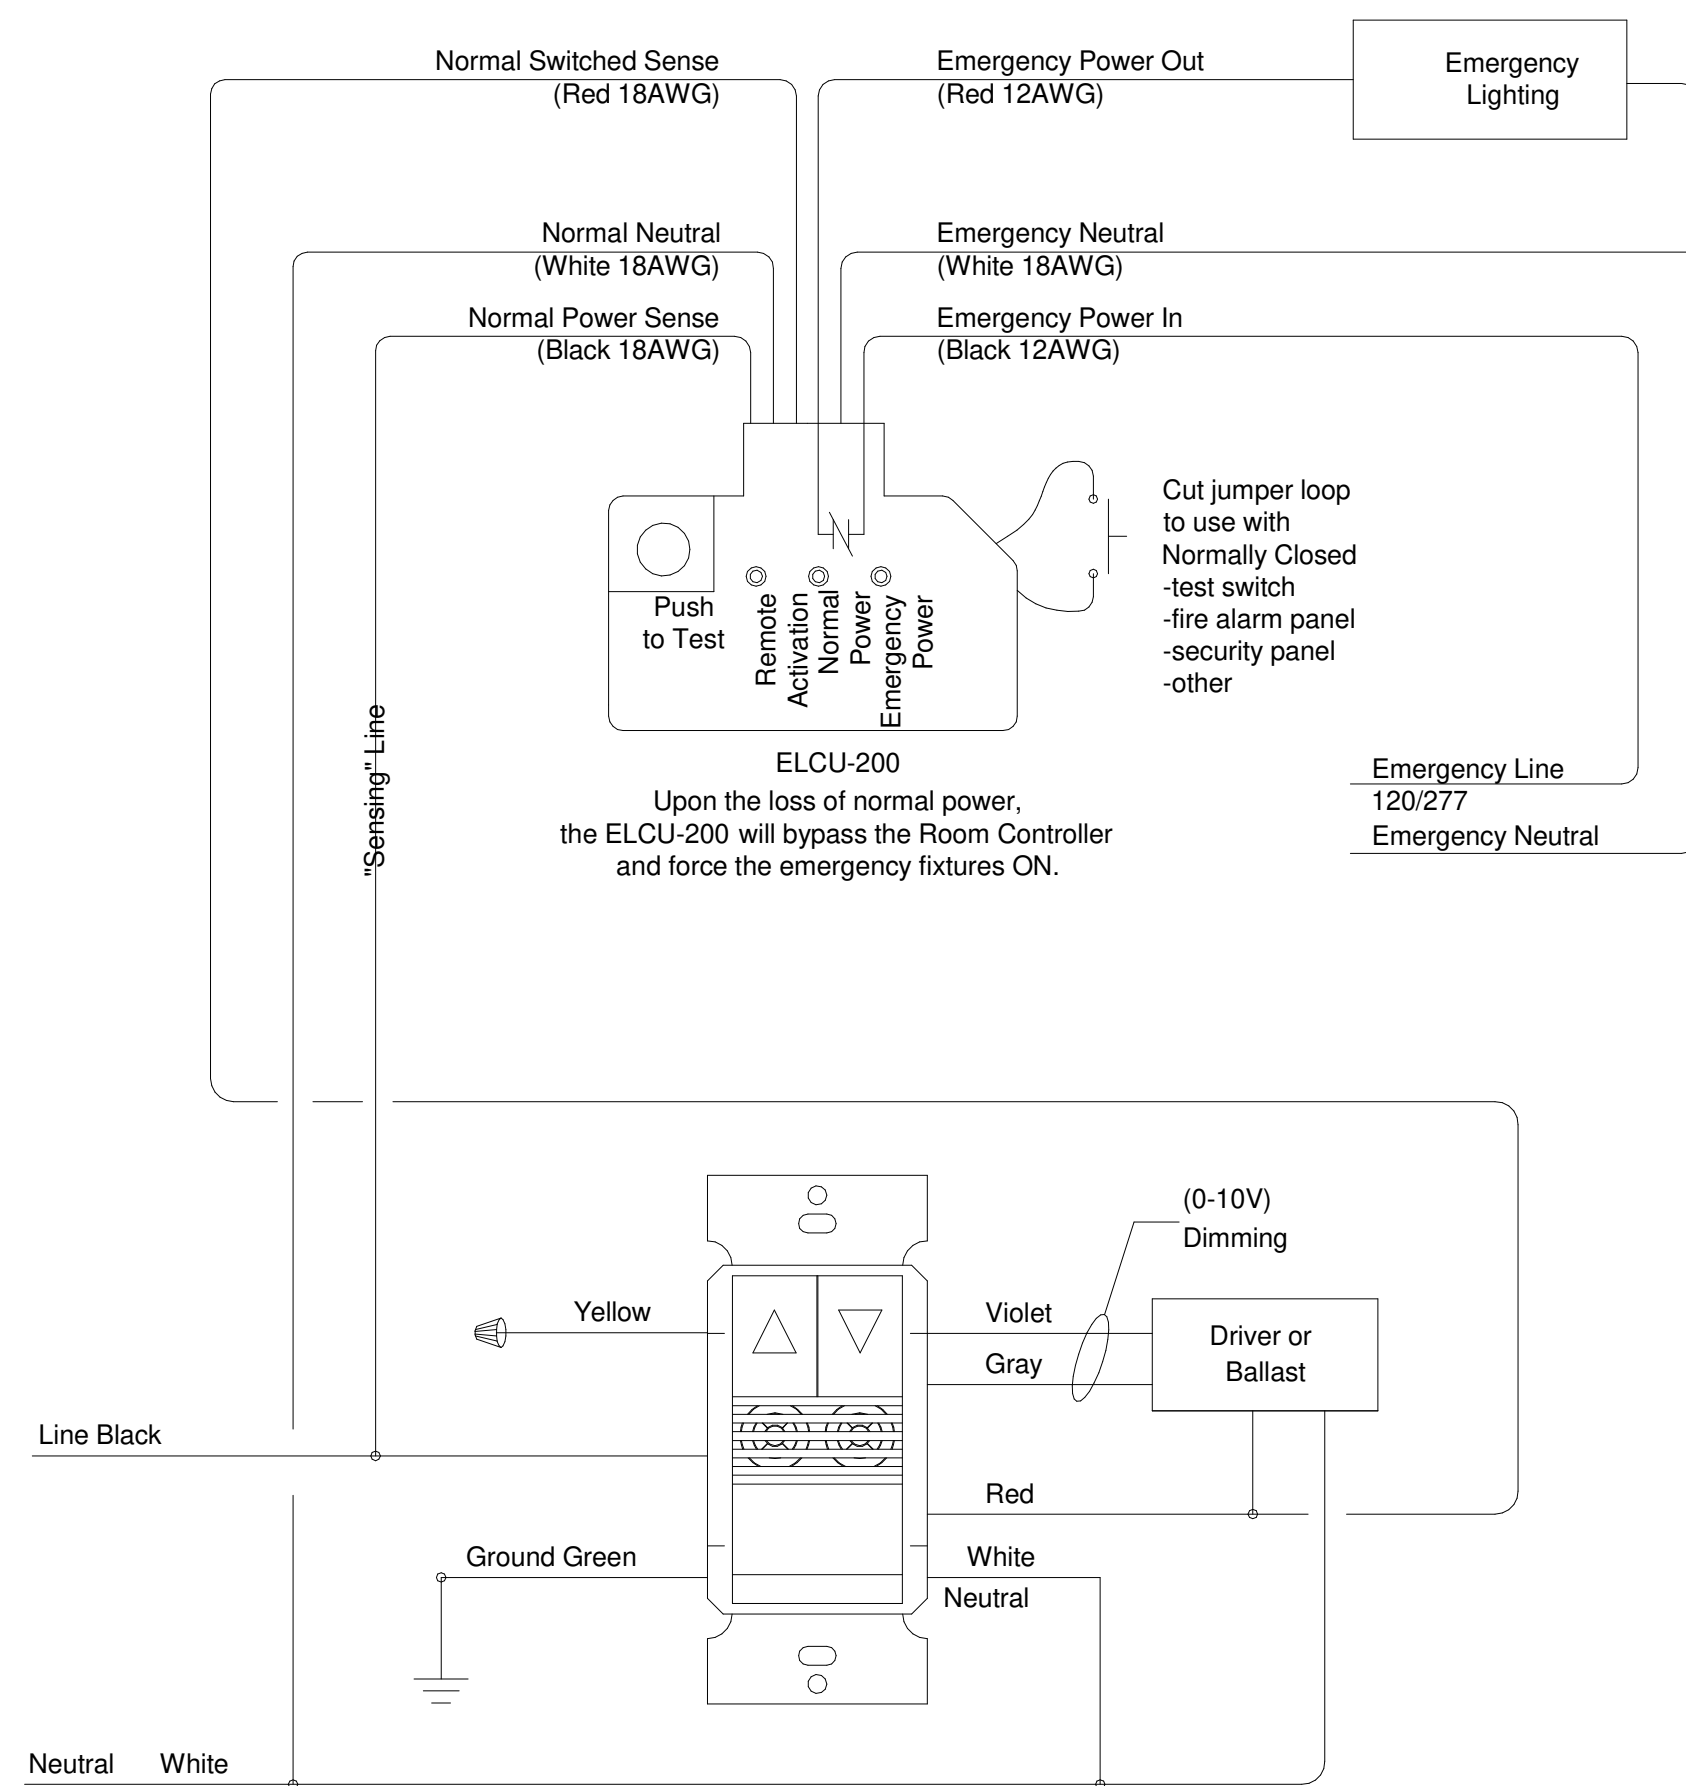 Normal Switched Sense
(Red 18AWG)
Emergency Power Out
(Red 12AWG)
Emergency
Lighting
Normal Neutral
(White 18AWG)
Emergency Neutral
(White 18AWG)
Normal Power Sense
(Black 18AWG)
Emergency Power In
(Black 12AWG)
Cut jumper loop
to use with
Normally Closed
-test switch
-fire alarm panel
-security panel
-other
Push
to Test
Remote
Activation
Normal
Power
Emergency
Power
"Sensing" Line
ELCU-200
Upon the loss of normal power,
the ELCU-200 will bypass the Room Controller
and force the emergency fixtures ON.
Emergency Line
120/277
Emergency Neutral
(0-10V)
Dimming
Yellow
Violet
Gray
Driver or
Ballast
Line Black
Red
Ground Green
White
Neutral
Neutral White